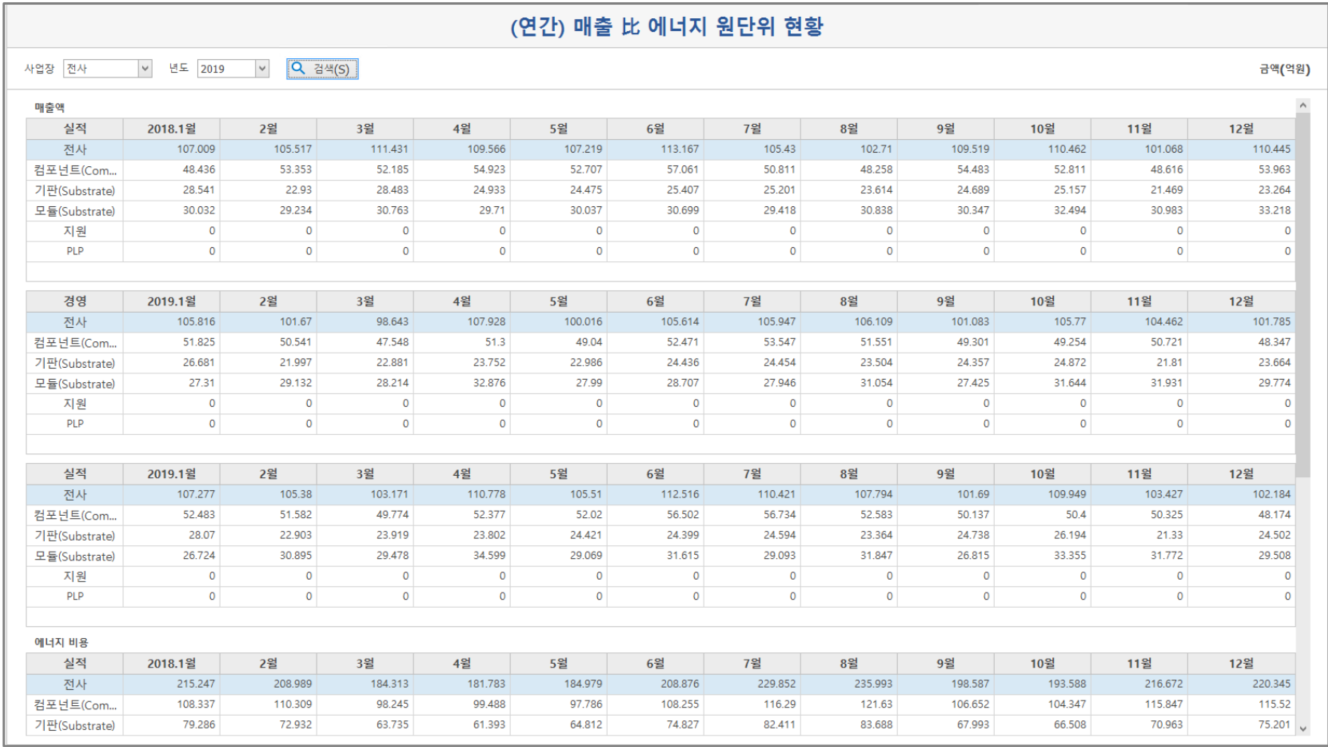 (연간) 매출 比 에너지 원단위 현황
사업장 전사 년도 2019 검색(S) 금액(억원)
매출액
실적 2018.1월 2월 3월 4월 5월 6월 7월 8월 9월 10월 11월 12월
전사 107.009 105.517 111.431 109.566 107.219 113.167 105.43 102.71 109.519 110.462 101.068 110.445
컴포넌트(Com... 48.436 53.353 52.185 54.923 52.707 57.061 50.811 48.258 54.483 52.811 48.616 53.963
기판(Substrate) 28.541 22.93 28.483 24.933 24.475 25.407 25.201 23.614 24.689 25.157 21.469 23.264
모듈(Substrate) 30.032 29.234 30.763 29.71 30.037 30.699 29.418 30.838 30.347 32.494 30.983 33.218
지원 0 0 0 0 0 0 0 0 0 0 0 0
PLP 0 0 0 0 0 0 0 0 0 0 0 0
경영 2019.1월 2월 3월 4월 5월 6월 7월 8월 9월 10월 11월 12월
전사 105.816 101.67 98.643 107.928 100.016 105.614 105.947 106.109 101.083 105.77 104.462 101.785
컴포넌트(Com... 51.825 50.541 47.548 51.3 49.04 52.471 53.547 51.551 49.301 49.254 50.721 48.347
기판(Substrate) 26.681 21.997 22.881 23.752 22.986 24.436 24.454 23.504 24.357 24.872 21.81 23.664
모듈(Substrate) 27.31 29.132 28.214 32.876 27.99 28.707 27.946 31.054 27.425 31.644 31.931 29.774
지원 0 0 0 0 0 0 0 0 0 0 0 0
PLP 0 0 0 0 0 0 0 0 0 0 0 0
실적 2019.1월 2월 3월 4월 5월 6월 7월 8월 9월 10월 11월 12월
전사 107.277 105.38 103.171 110.778 105.51 112.516 110.421 107.794 101.69 109.949 103.427 102.184
컴포넌트(Com... 52.483 51.582 49.774 52.377 52.02 56.502 56.734 52.583 50.137 50.4 50.325 48.174
기판(Substrate) 28.07 22.903 23.919 23.802 24.421 24.399 24.594 23.364 24.738 26.194 21.33 24.502
모듈(Substrate) 26.724 30.895 29.478 34.599 29.069 31.615 29.093 31.847 26.815 33.355 31.772 29.508
지원 0 0 0 0 0 0 0 0 0 0 0 0
PLP 0 0 0 0 0 0 0 0 0 0 0 0
에너지 비용
실적 2018.1월 2월 3월 4월 5월 6월 7월 8월 9월 10월 11월 12월
전사 215.247 208.989 184.313 181.783 184.979 208.876 229.852 235.993 198.587 193.588 216.672 220.345
컴포넌트(Com... 108.337 110.309 98.245 99.488 97.786 108.255 116.29 121.63 106.652 104.347 115.847 115.52
기판(Substrate) 79.286 72.932 63.735 61.393 64.812 74.827 82.411 83.688 67.993 66.508 70.963 75.201